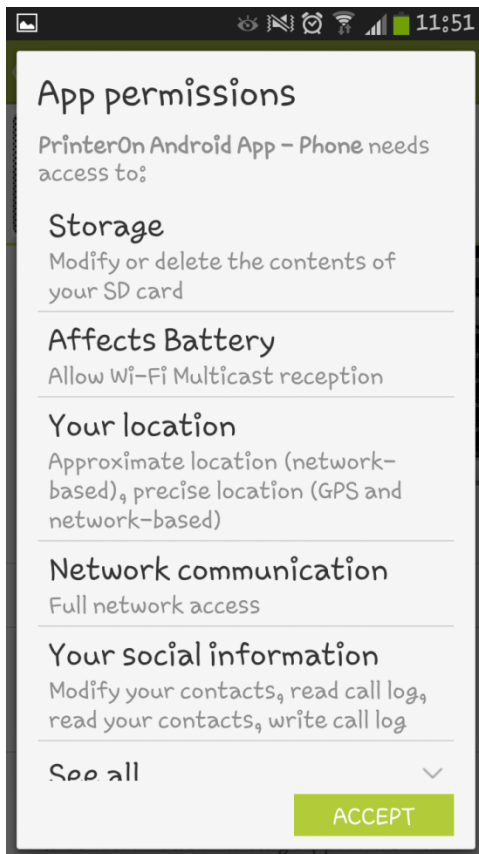 11:51
App permissions
PrinterOn Android App – Phone needs
access to:
Storage
Modify or delete the contents of
your SD card
Affects Battery
Allow Wi-Fi Multicast reception
Your location
Approximate location (network-
based), precise location (GPS and
network-based)
Network communication
Full network access
Your social information
Modify your contacts, read call log,
read your contacts, write call log
See all
ACCEPT